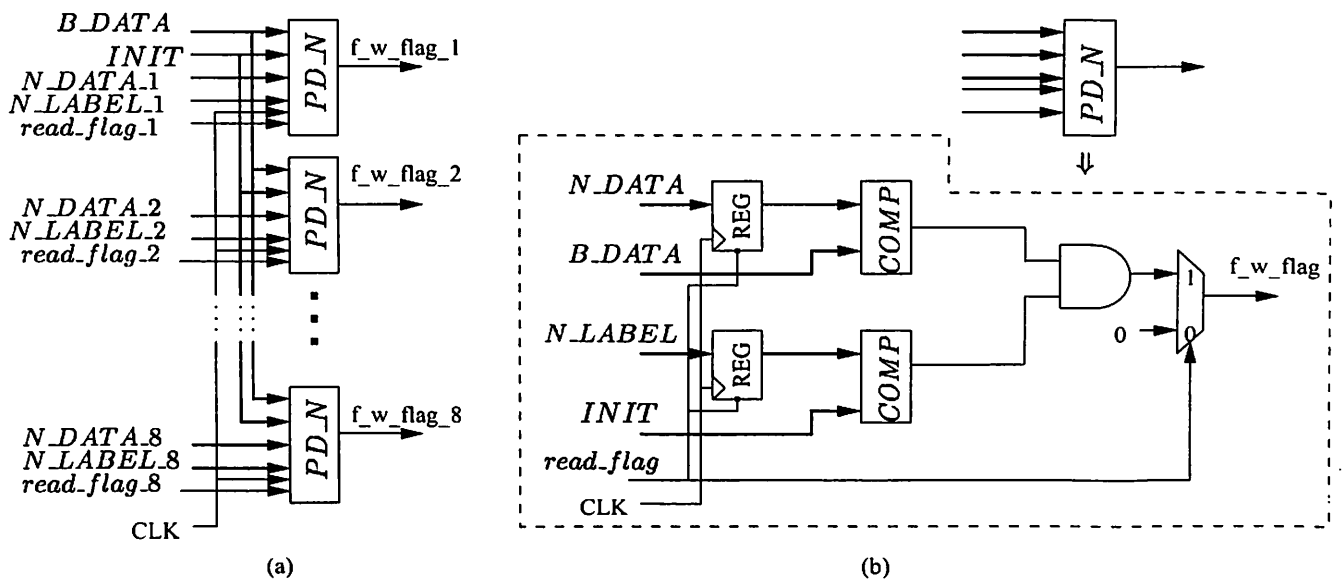 B_DATA
INIT
N_DATA_1
N_LABEL_1
read_flag_1
PD_N
f_w_flag_1
N_DATA_2
N_LABEL_2
read_flag_2
PD_N
f_w_flag_2
N_DATA_8
N_LABEL_8
read_flag_8
CLK
PD_N
f_w_flag_8
(a)
PD_N
N_DATA
REG
COMP
B_DATA
N_LABEL
REG
COMP
INIT
read_flag
CLK
1
0
0
f_w_flag
(b)